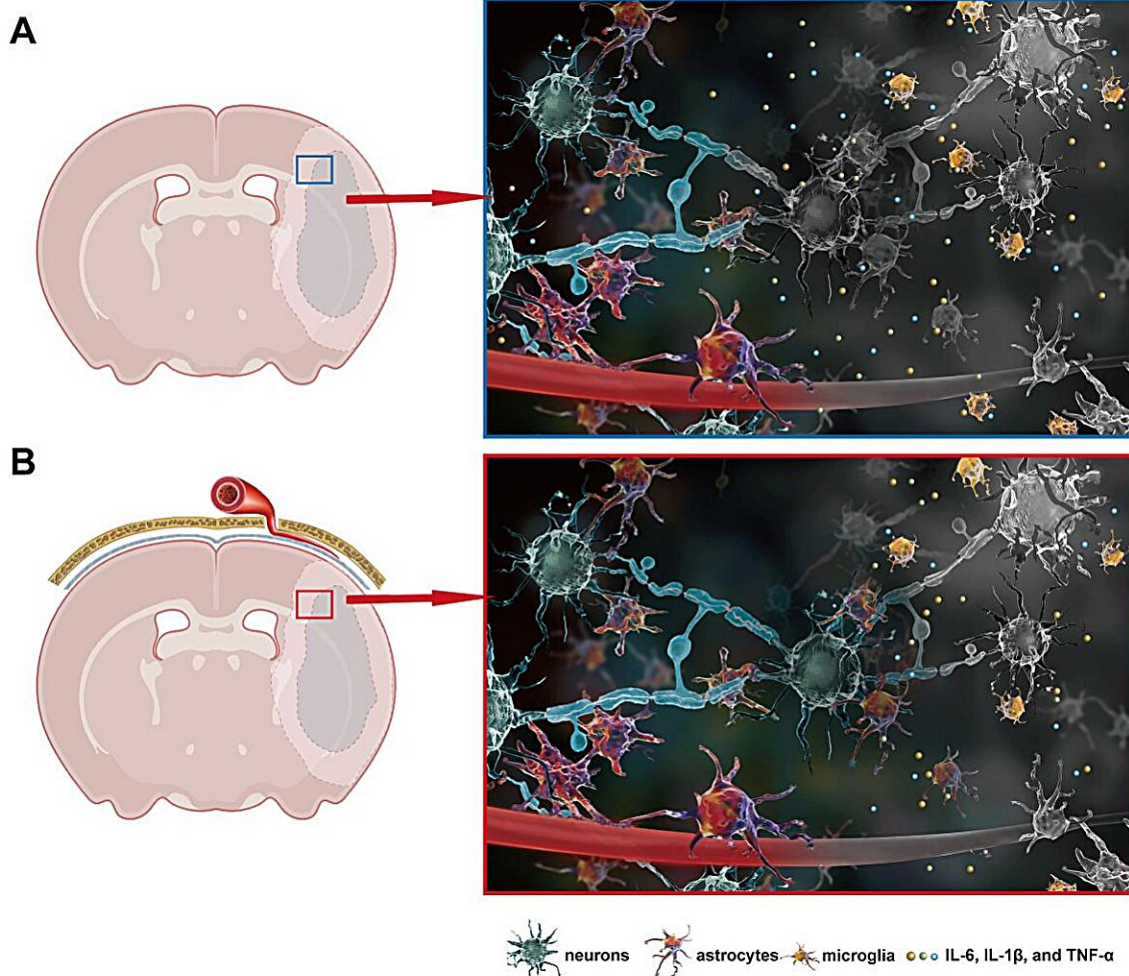 A
B
neurons astrocytes microglia IL-6, IL-1β, and TNF-α